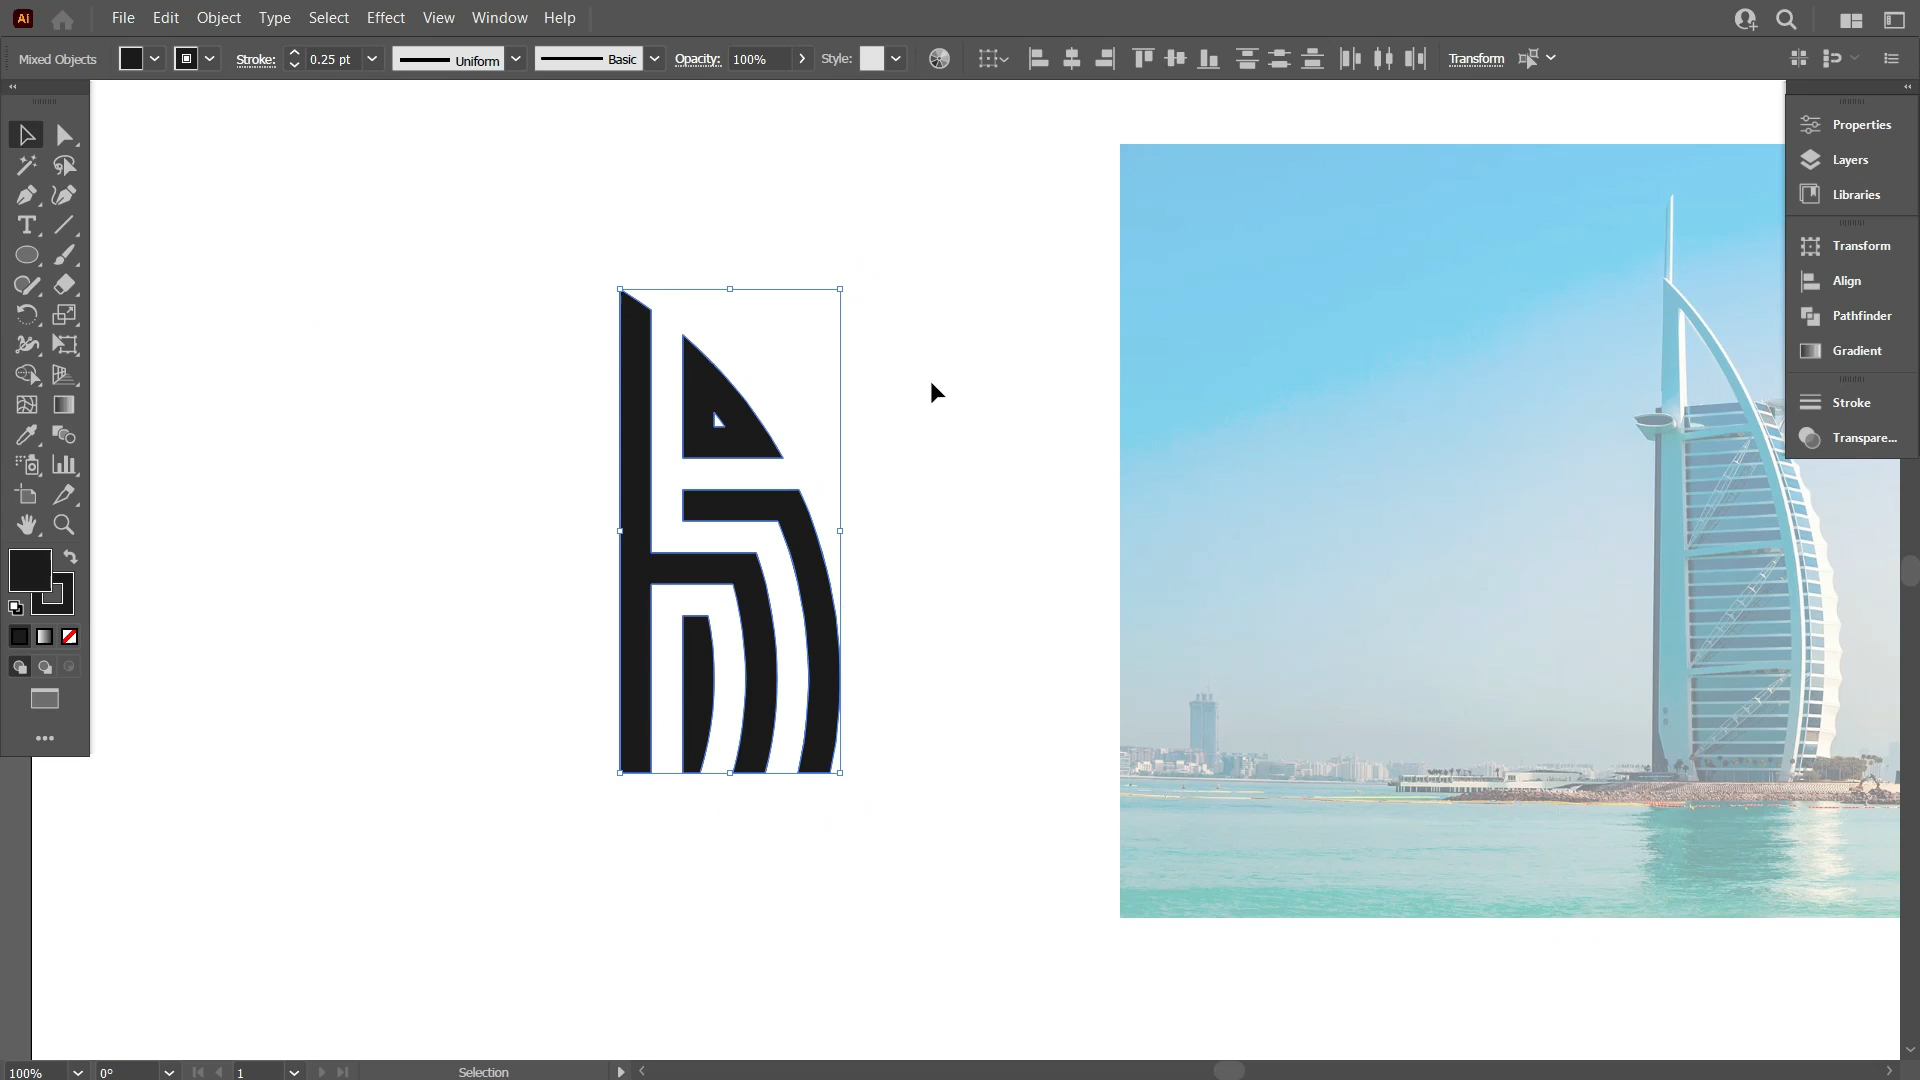 Ai File Edit Object Type Select Effect View Window Help
Mixed Objects Stroke: 0.25 pt Uniform Basic Opacity: 100% Style: Transform
Properties
Layers
Libraries
Transform
Align
Pathfinder
Gradient
Stroke
Transpare...
100% 0° 1 Selection